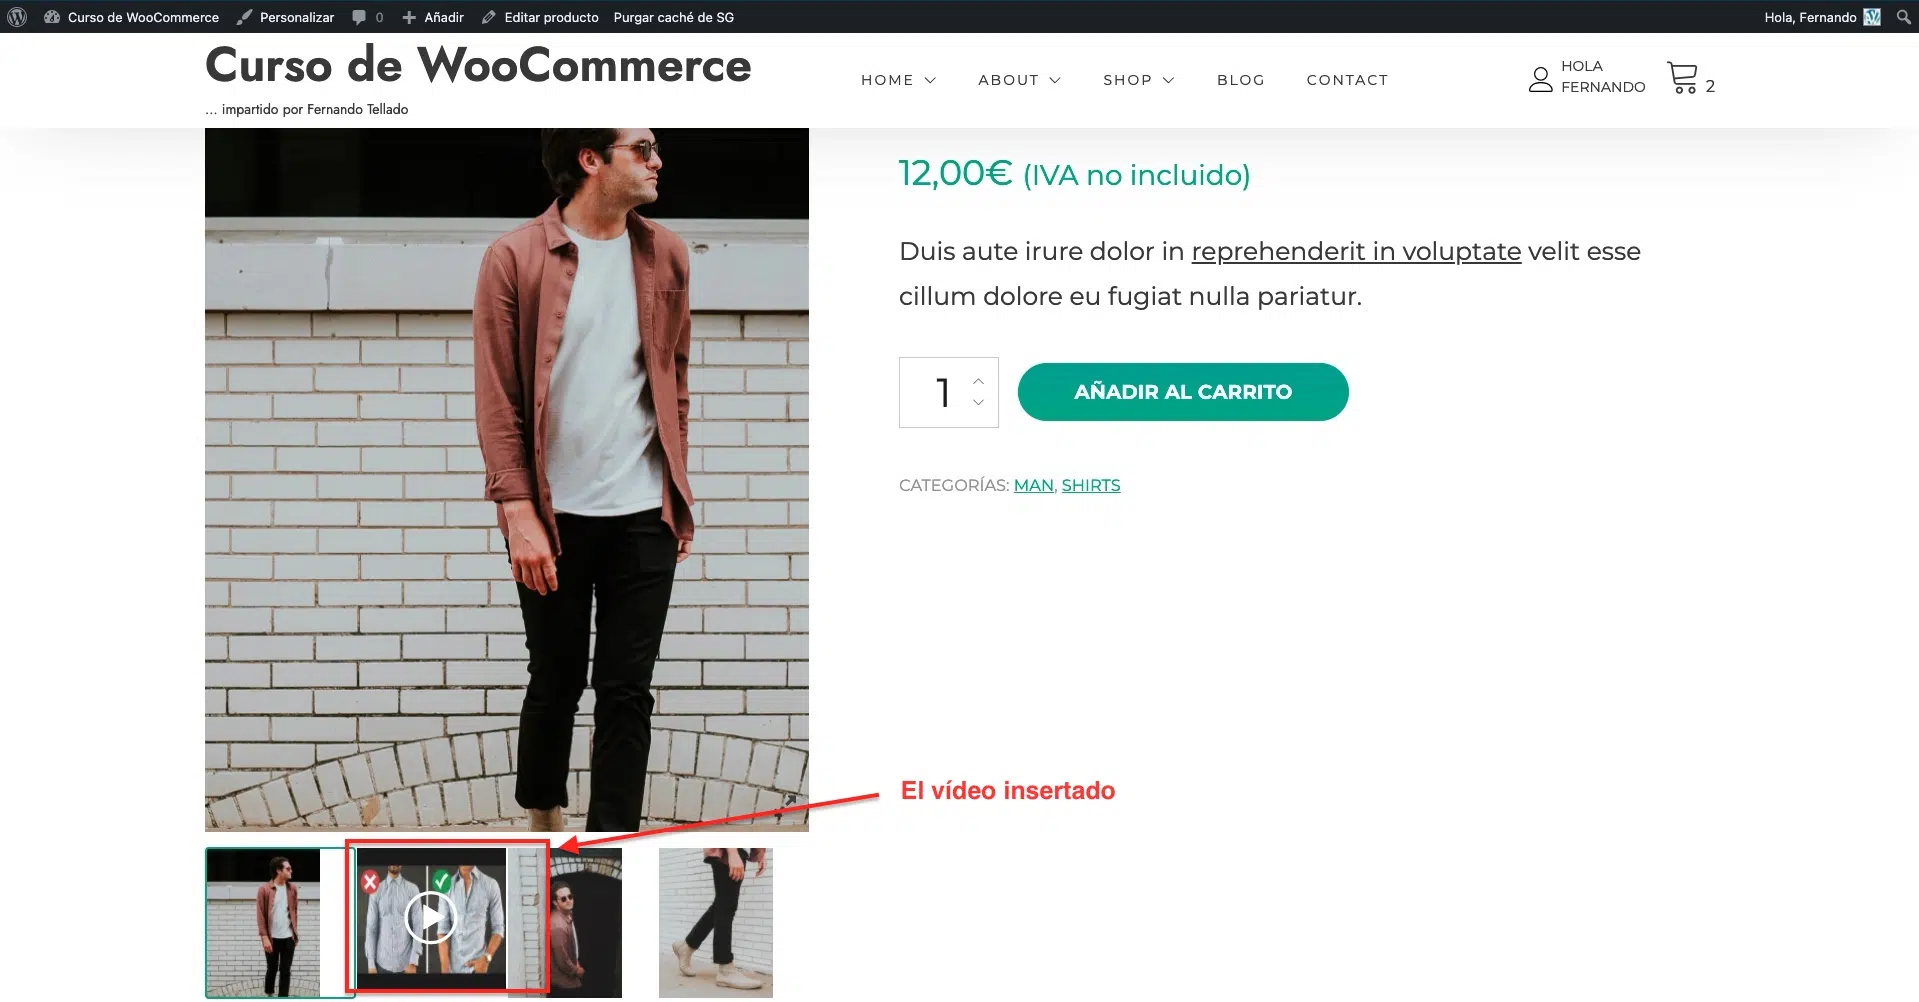 Curso de WooCommerce Personalizar 0 Añadir Editar producto Purgar caché de SG Hola, Fernando
Curso de WooCommerce
... impartido por Fernando Tellado
HOME ABOUT SHOP BLOG CONTACT
HOLA
FERNANDO
2
12,00€ (IVA no incluido)
Duis aute irure dolor in reprehenderit in voluptate velit esse
cillum dolore eu fugiat nulla pariatur.
1
AÑADIR AL CARRITO
CATEGORÍAS: MAN, SHIRTS
El vídeo insertado